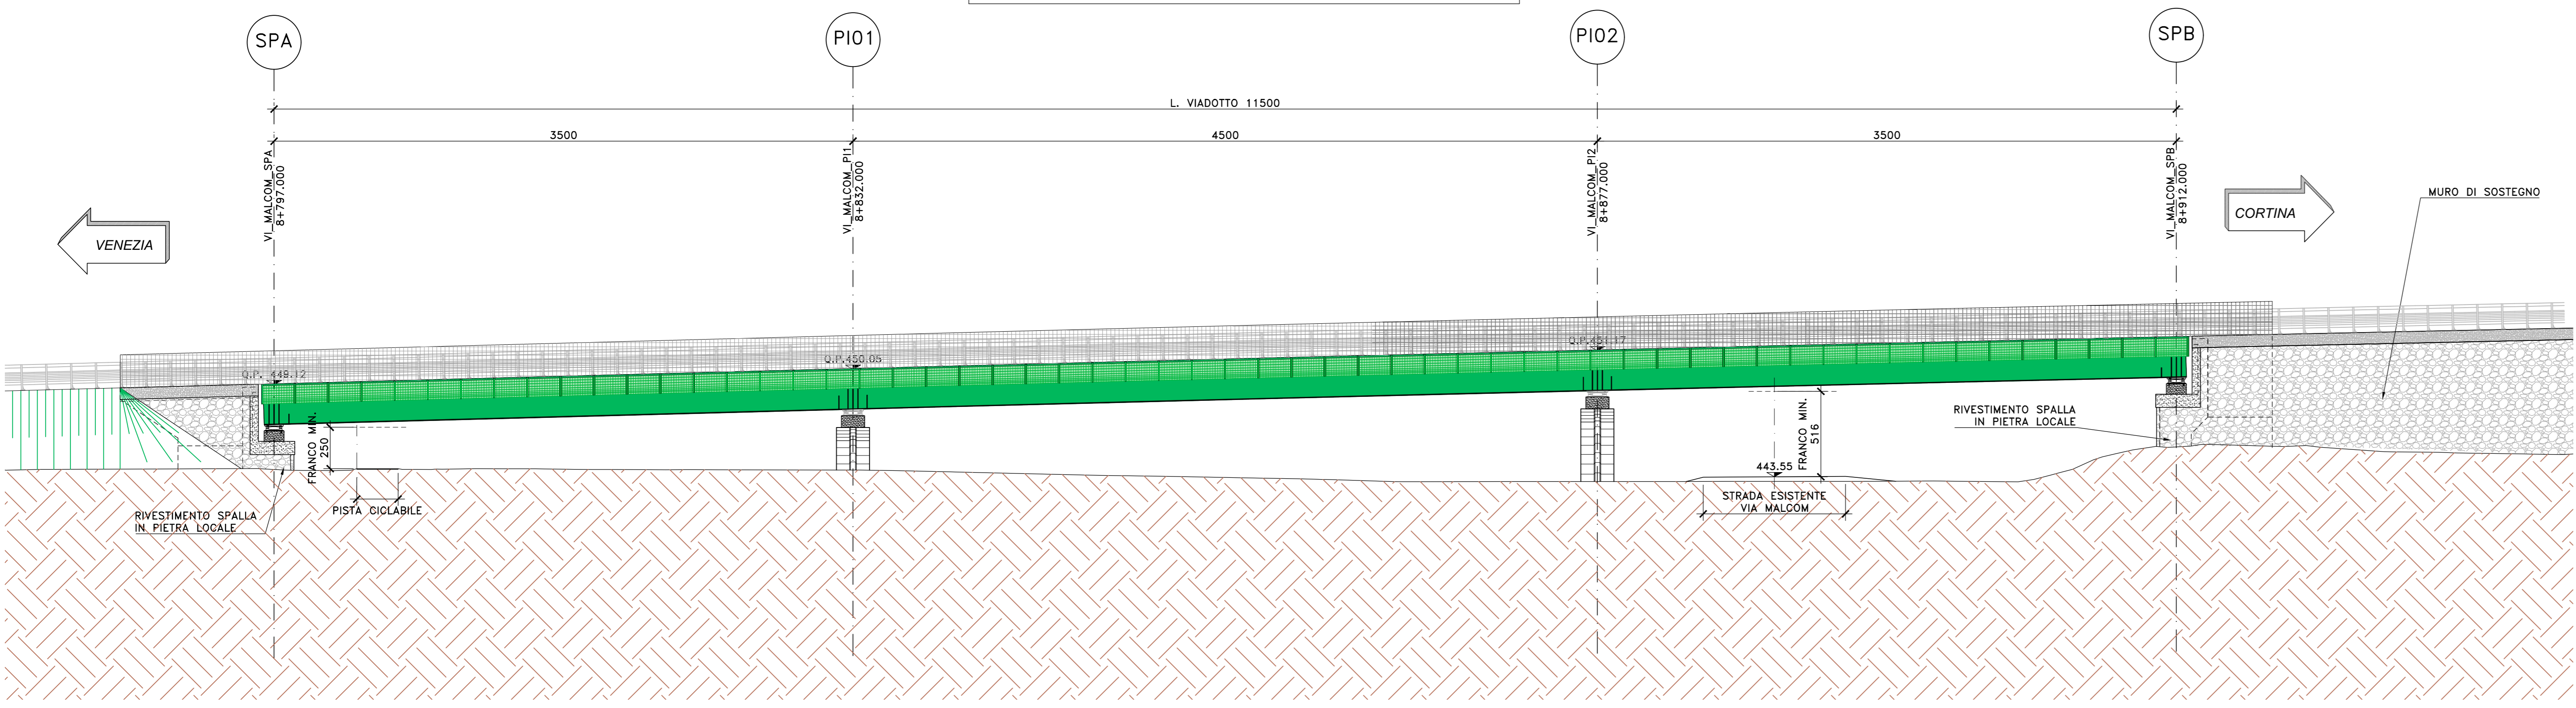 SPA
PI01
PI02
SPB
L. VIADOTTO 11500
3500
4500
3500
VI_MALCOM_SPA
8+797.000
VI_MALCOM_PI1
8+832.000
VI_MALCOM_PI2
8+877.000
VI_MALCOM_SPB
8+912.000
VENEZIA
CORTINA
MURO DI SOSTEGNO
Q.P. 449.12
Q.P.450.05
Q.P.451.17
FRANCO MIN.
250
FRANCO MIN.
516
RIVESTIMENTO SPALLA
IN PIETRA LOCALE
443.55
STRADA ESISTENTE
VIA MALCOM
PISTA CICLABILE
RIVESTIMENTO SPALLA
IN PIETRA LOCALE